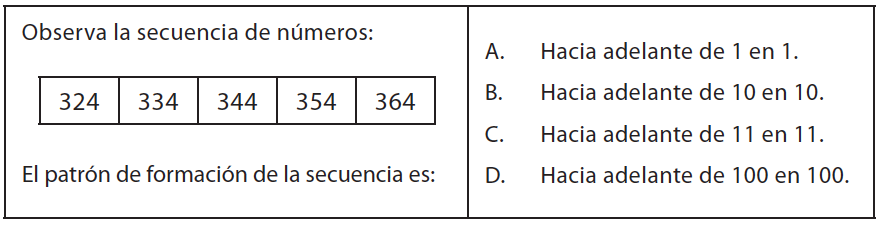 Observa la secuencia de números:
324 334 344 354 364
El patrón de formación de la secuencia es:
A. Hacia adelante de 1 en 1.
B. Hacia adelante de 10 en 10.
C. Hacia adelante de 11 en 11.
D. Hacia adelante de 100 en 100.